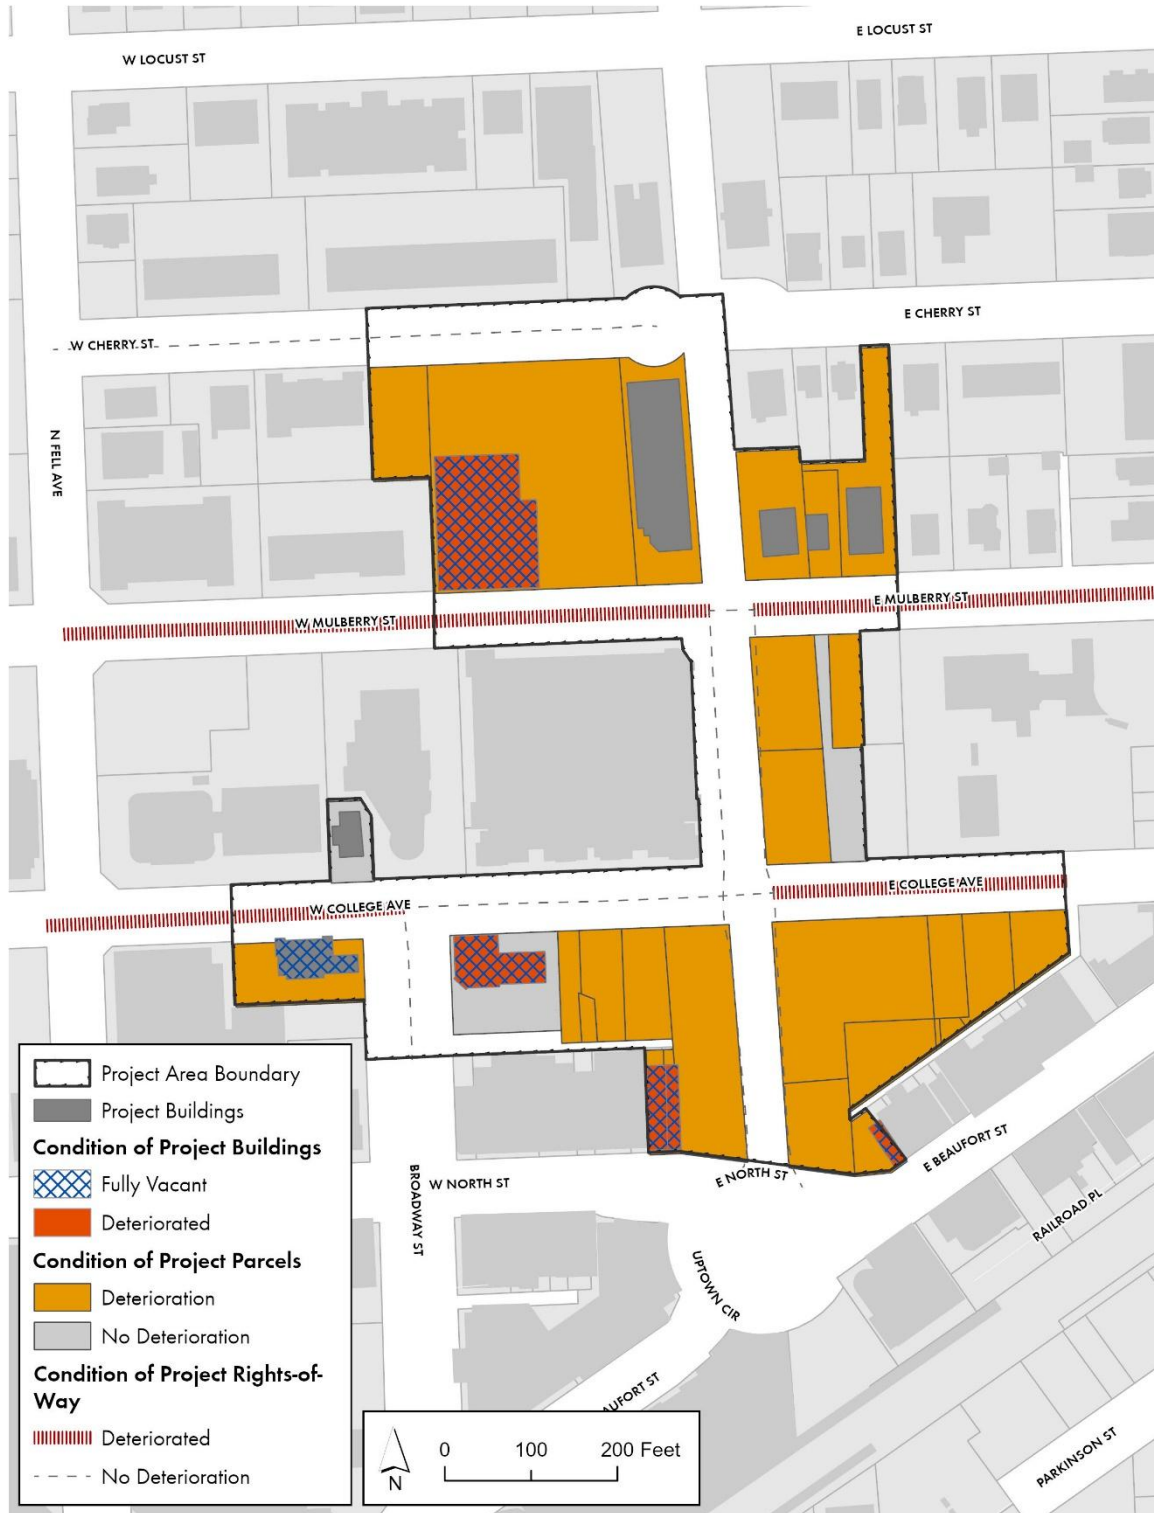 E LOCUST ST
W LOCUST ST
E CHERRY ST
W CHERRY ST
N FELL AVE
E MULBERRY ST
W MULBERRY ST
E COLLEGE AVE
W COLLEGE AVE
Project Area Boundary
Project Buildings
Condition of Project Buildings
Fully Vacant
Deteriorated
Condition of Project Parcels
Deterioration
No Deterioration
Condition of Project Rights-of-
Way
Deteriorated
No Deterioration
BROADWAY ST
W NORTH ST
E NORTH ST
E BEAUFORT ST
RAILROAD PL
UPTOWN CIR
AUFORT ST
PARKINSON ST
N
0 100 200 Feet